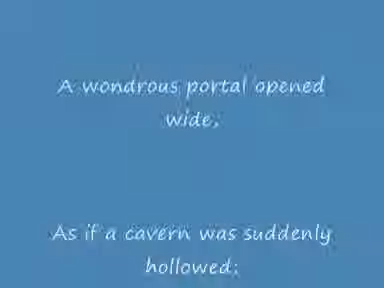 A wondrous portal opened
wide,
As if a cavern was suddenly
hollowed;